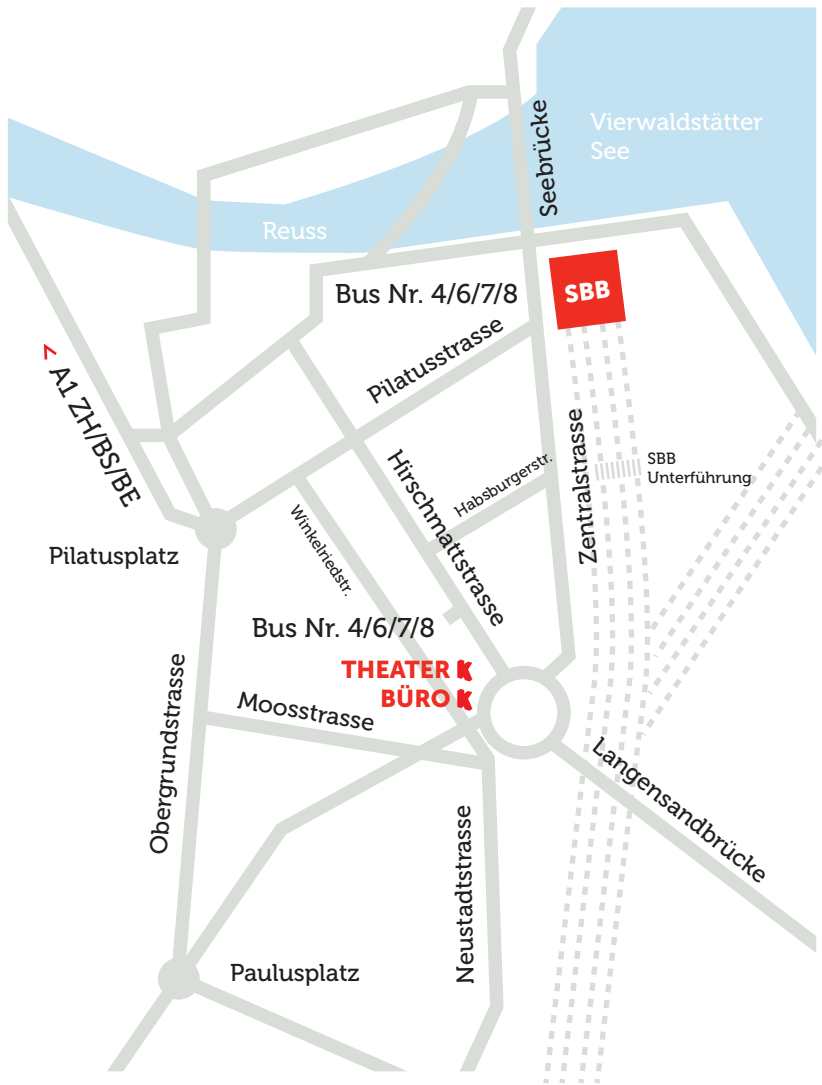 Vierwaldstätter
See
Seebrücke
Reuss
SBB
Bus Nr. 4/6/7/8
Pilatusstrasse
< A1 ZH/BS/BE
Hirschmattstrasse
Habsburgerstr.
Zentralstrasse
SBB
Unterführung
Winkelriedstr.
Pilatusplatz
Bus Nr. 4/6/7/8
THEATER K
BÜRO K
Moosstrasse
Obergrundstrasse
Langensandbrücke
Neustadtstrasse
Paulusplatz